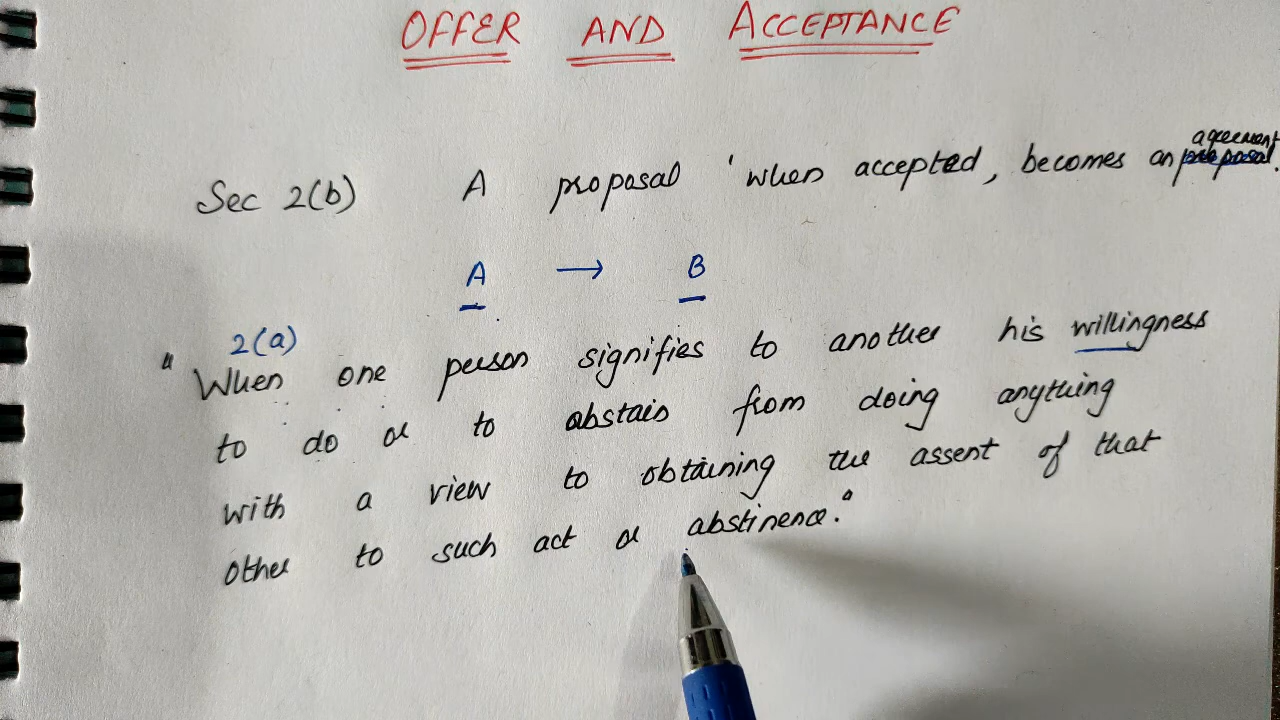 OFFER AND ACCEPTANCE
agreement
Sec 2(b) A proposal 'when accepted, becomes an proposal.
A → B
2(a)
"When one person signifies to another his willingness
to do or to abstain from doing anything
with a view to obtaining the assent of that
other to such act or abstinence."